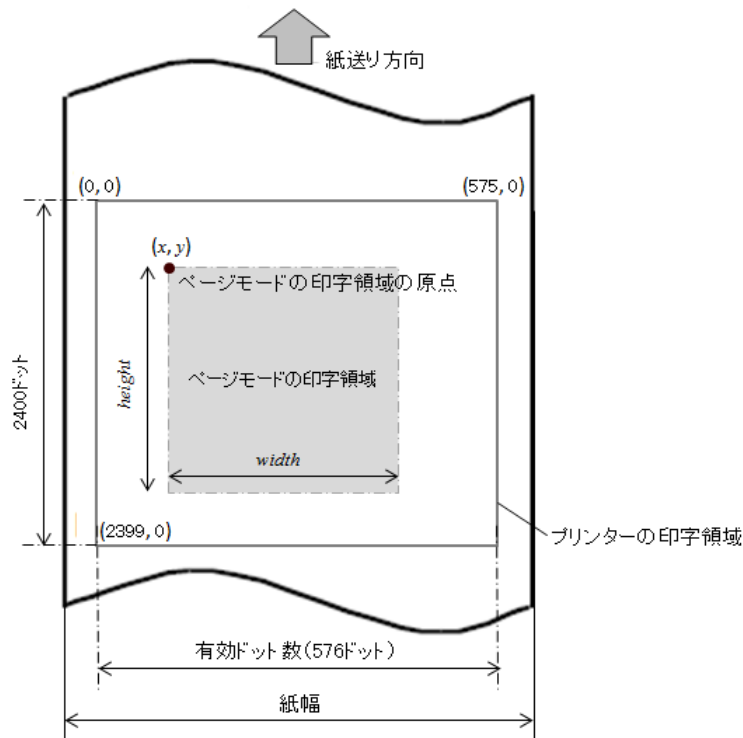 紙送り方向
(0,0)
(575,0)
(x,y)
ページモードの印字領域の原点
2400ドット
height
ページモードの印字領域
width
(2399,0)
プリンターの印字領域
有効ドット数(576ドット)
紙幅